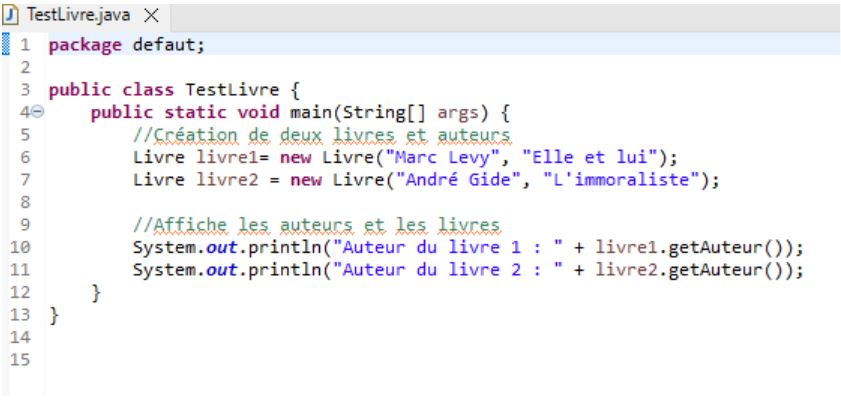 TestLivre.java
1 package defaut;
2
3 public class TestLivre {
4 public static void main(String[] args) {
5 //Création de deux livres et auteurs
6 Livre livre1= new Livre("Marc Levy", "Elle et lui");
7 Livre livre2 = new Livre("André Gide", "L'immoraliste");
8
9 //Affiche les auteurs et les livres
10 System.out.println("Auteur du livre 1 : " + livre1.getAuteur());
11 System.out.println("Auteur du livre 2 : " + livre2.getAuteur());
12 }
13 }
14
15